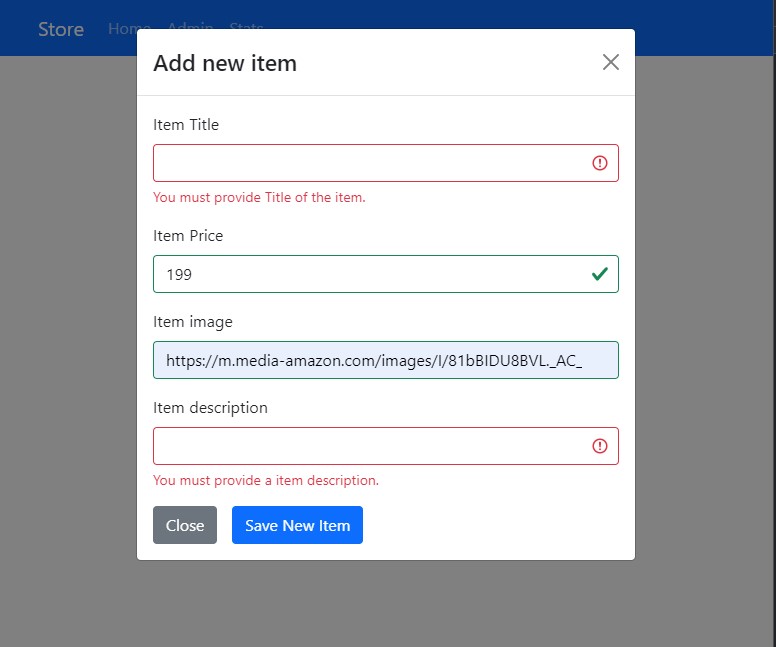 Store Home Admin Stats
Add new item
Item Title
You must provide Title of the item.
Item Price
199
Item image
https://m.media-amazon.com/images/I/81bBIDU8BVL._AC_
Item description
You must provide a item description.
Close Save New Item